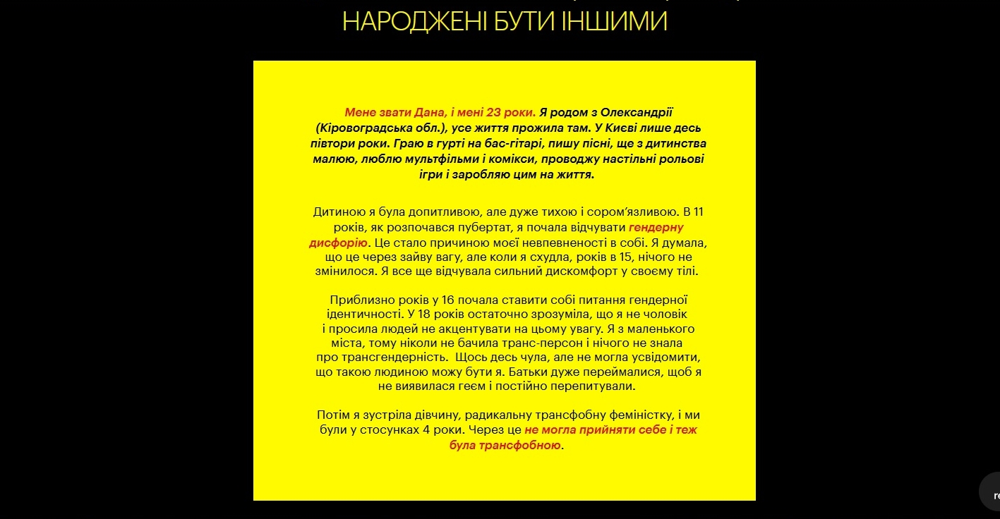 НАРОДЖЕНІ БУТИ ІНШИМИ
Мене звати Дана, і мені 23 роки. Я родом з Олександрії
(Кіровоградська обл.), усе життя прожила там. У Києві лише десь
півтори роки. Граю в гурті на бас-гітарі, пишу пісні, ще з дитинства
малюю, люблю мультфільми і комікси, проводжу настільні рольові
ігри і заробляю цим на життя.
Дитиною я була допитливою, але дуже тихою і сором’язливою. В 11
років, як розпочався пубертат, я почала відчувати гендерну
дисфорію. Це стало причиною моєї невпевненості в собі. Я думала,
що це через зайву вагу, але коли я схудла, років в 15, нічого не
змінилося. Я все ще відчувала сильний дискомфорт у своєму тілі.
Приблизно років у 16 почала ставити собі питання гендерної
ідентичності. У 18 років остаточно зрозуміла, що я не чоловік
і просила людей не акцентувати на цьому увагу. Я з маленького
міста, тому ніколи не бачила транс-персон і нічого не знала
про трансгендерність. Щось десь чула, але не могла усвідомити,
що такою людиною можу бути я. Батьки дуже переймалися, щоб я
не виявилася геєм і постійно перепитували.
Потім я зустріла дівчину, радикальну трансфобну феміністку, і ми
були у стосунках 4 роки. Через це не могла прийняти себе і теж
була трансфобною.